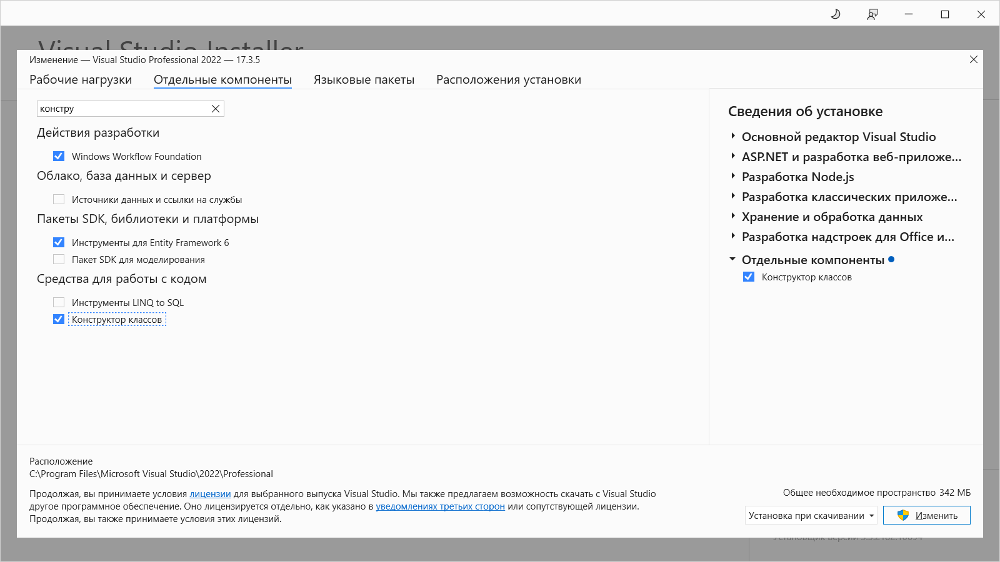 Visual Studio Installer
Изменение — Visual Studio Professional 2022 — 17.3.5
Рабочие нагрузки
Отдельные компоненты
Языковые пакеты
Расположения установки
констру
Действия разработки
Windows Workflow Foundation
Облако, база данных и сервер
Источники данных и ссылки на службы
Пакеты SDK, библиотеки и платформы
Инструменты для Entity Framework 6
Пакет SDK для моделирования
Средства для работы с кодом
Инструменты LINQ to SQL
Конструктор классов
Сведения об установке
Основной редактор Visual Studio
ASP.NET и разработка веб-приложе...
Разработка Node.js
Разработка классических приложе...
Хранение и обработка данных
Разработка надстроек для Office и...
Отдельные компоненты
Конструктор классов
Расположение
C:\Program Files\Microsoft Visual Studio\2022\Professional
Продолжая, вы принимаете условия лицензии для выбранного выпуска Visual Studio. Мы также предлагаем возможность скачать с Visual Studio
другое программное обеспечение. Оно лицензируется отдельно, как указано в уведомлениях третьих сторон или сопутствующей лицензии.
Продолжая, вы также принимаете условия этих лицензий.
Общее необходимое пространство 342 МБ
Установка при скачивании
Изменить
Установщик версии